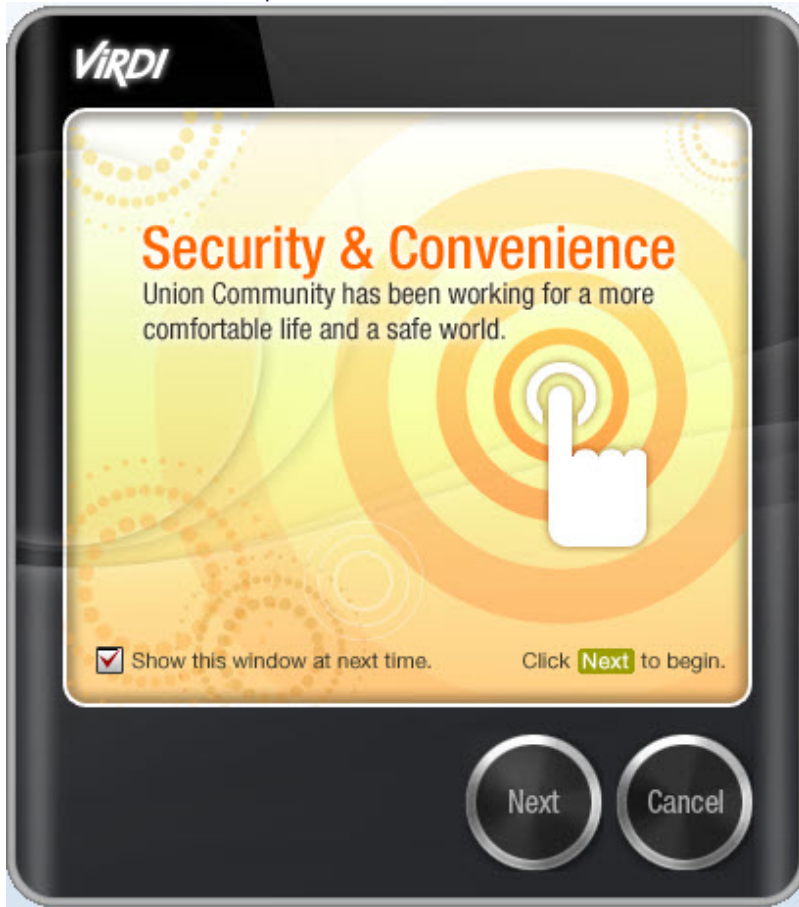 ViRDI
Security & Convenience
Union Community has been working for a more
comfortable life and a safe world.
Show this window at next time.
Click Next to begin.
Next
Cancel